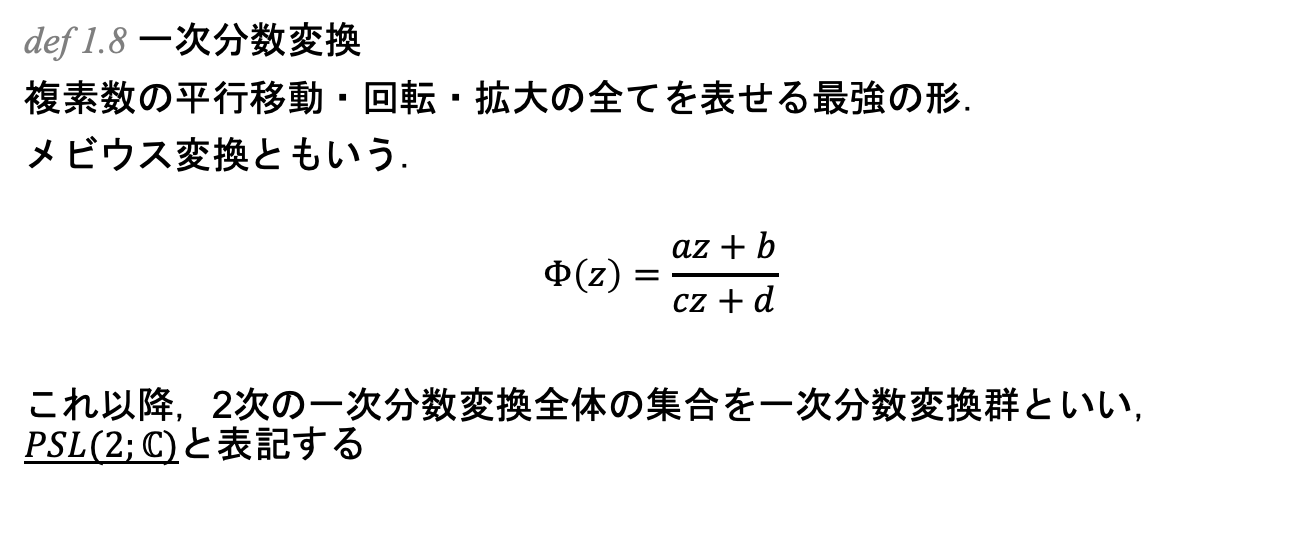 def 1.8 一次分数変換
複素数の平行移動・回転・拡大の全てを表せる最強の形.
メビウス変換ともいう.
Φ(z) = \frac{az + b}{cz + d}
これ以降, 2次の一次分数変換全体の集合を一次分数変換群といい,
PSL(2; ℂ)と表記する